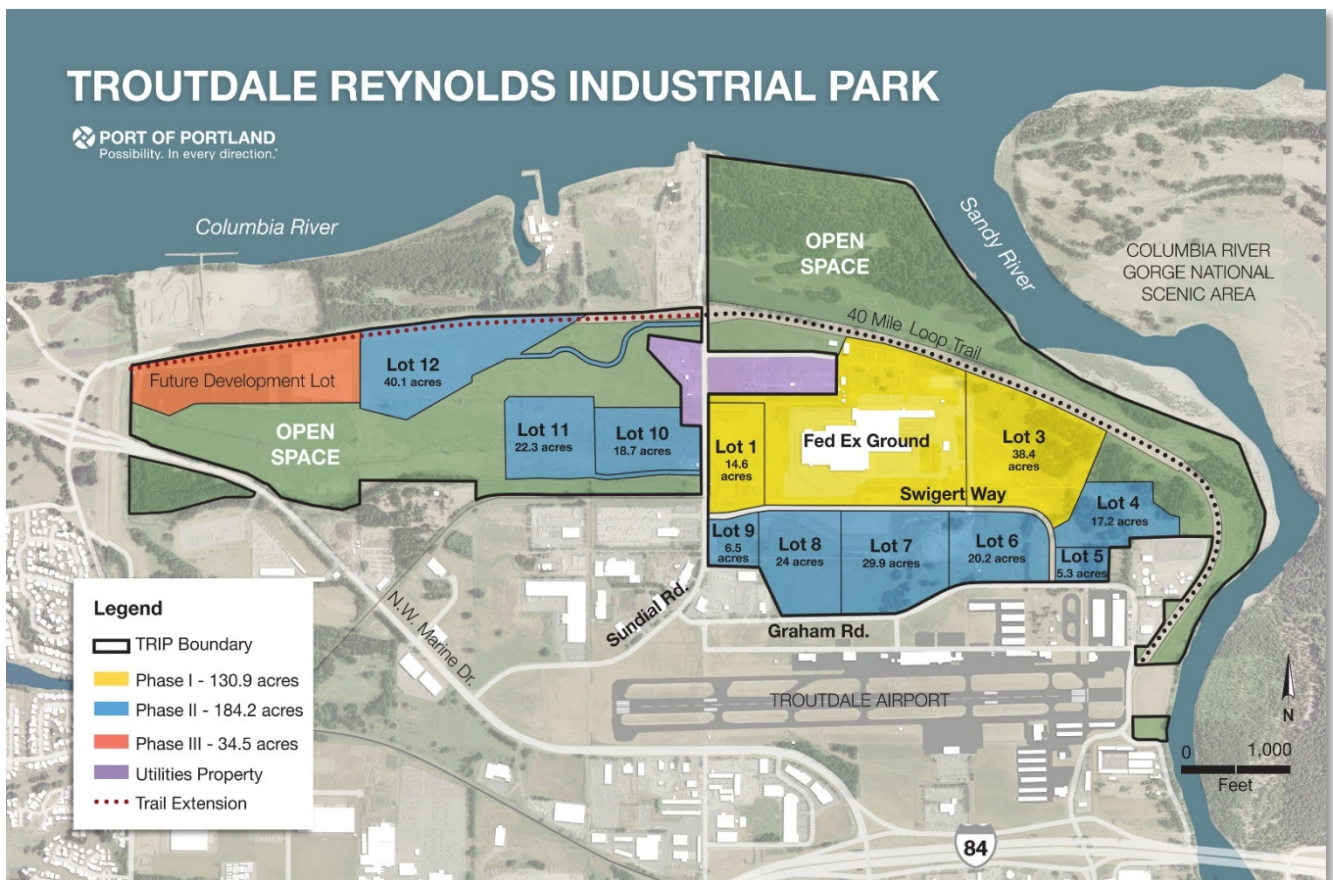 TROUTDALE REYNOLDS INDUSTRIAL PARK
PORT OF PORTLAND
Possibility. In every direction.™
Columbia River
Sandy River
OPEN
SPACE
COLUMBIA RIVER
GORGE NATIONAL
SCENIC AREA
40 Mile Loop Trail
Future Development Lot
Lot 12
40.1 acres
OPEN
SPACE
Lot 11
22.3 acres
Lot 10
18.7 acres
Lot 1
14.6
acres
Fed Ex Ground
Lot 3
38.4
acres
Swigert Way
Lot 4
17.2 acres
Lot 9
6.5
acres
Lot 8
24 acres
Lot 7
29.9 acres
Lot 6
20.2 acres
Lot 5
5.3 acres
Sundial Rd.
Graham Rd.
N.W. Marine Dr.
TROUTDALE AIRPORT
Legend
TRIP Boundary
Phase I - 130.9 acres
Phase II - 184.2 acres
Phase III - 34.5 acres
Utilities Property
Trail Extension
N
0 1,000
Feet
84